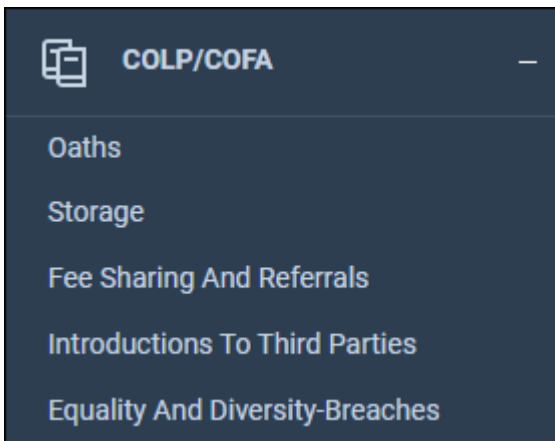 COLP/COFA
Oaths
Storage
Fee Sharing And Referrals
Introductions To Third Parties
Equality And Diversity-Breaches